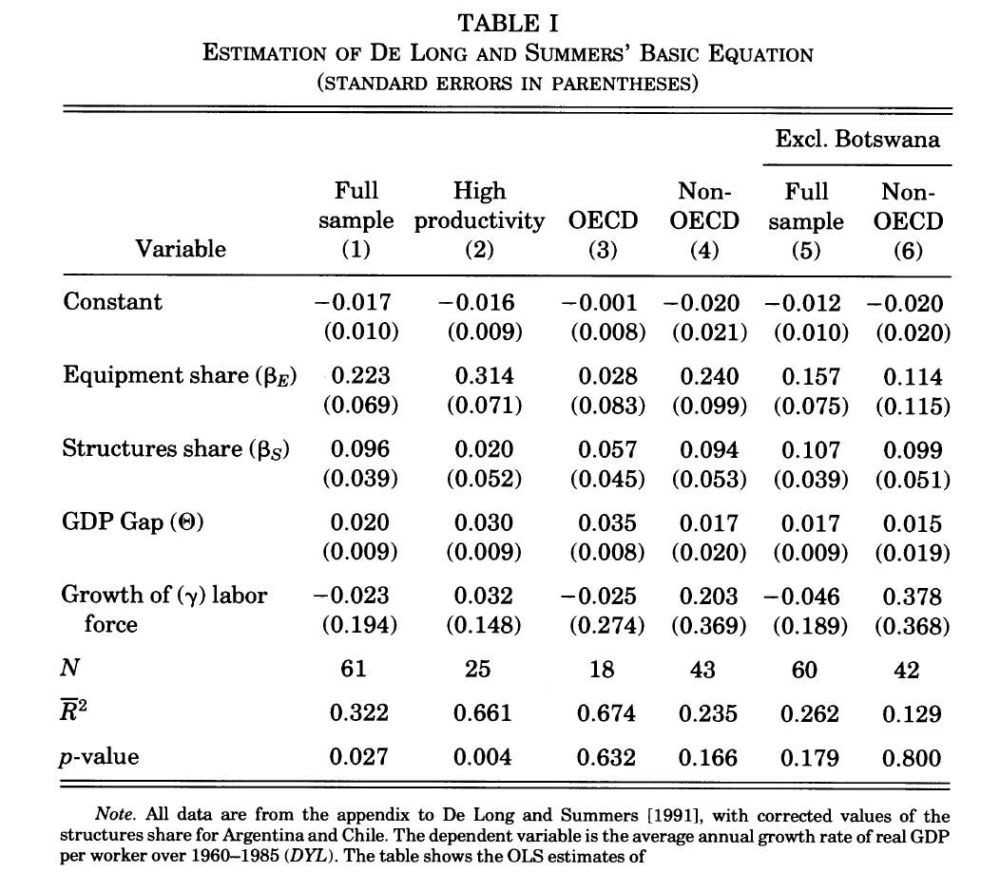 TABLE I
ESTIMATION OF DE LONG AND SUMMERS' BASIC EQUATION
(STANDARD ERRORS IN PARENTHESES)
Excl. Botswana
Full High Non- Full Non-
sample productivity OECD OECD sample OECD
Variable (1) (2) (3) (4) (5) (6)
Constant −0.017 −0.016 −0.001 −0.020 −0.012 −0.020
(0.010) (0.009) (0.008) (0.021) (0.010) (0.020)
Equipment share (βE) 0.223 0.314 0.028 0.240 0.157 0.114
(0.069) (0.071) (0.083) (0.099) (0.075) (0.115)
Structures share (βS) 0.096 0.020 0.057 0.094 0.107 0.099
(0.039) (0.052) (0.045) (0.053) (0.039) (0.051)
GDP Gap (Θ) 0.020 0.030 0.035 0.017 0.017 0.015
(0.009) (0.009) (0.008) (0.020) (0.009) (0.019)
Growth of (γ) labor −0.023 0.032 −0.025 0.203 −0.046 0.378
force (0.194) (0.148) (0.274) (0.369) (0.189) (0.368)
N 61 25 18 43 60 42
R̅² 0.322 0.661 0.674 0.235 0.262 0.129
p-value 0.027 0.004 0.632 0.166 0.179 0.800
Note. All data are from the appendix to De Long and Summers [1991], with corrected values of the
structures share for Argentina and Chile. The dependent variable is the average annual growth rate of real GDP
per worker over 1960–1985 (DYL). The table shows the OLS estimates of